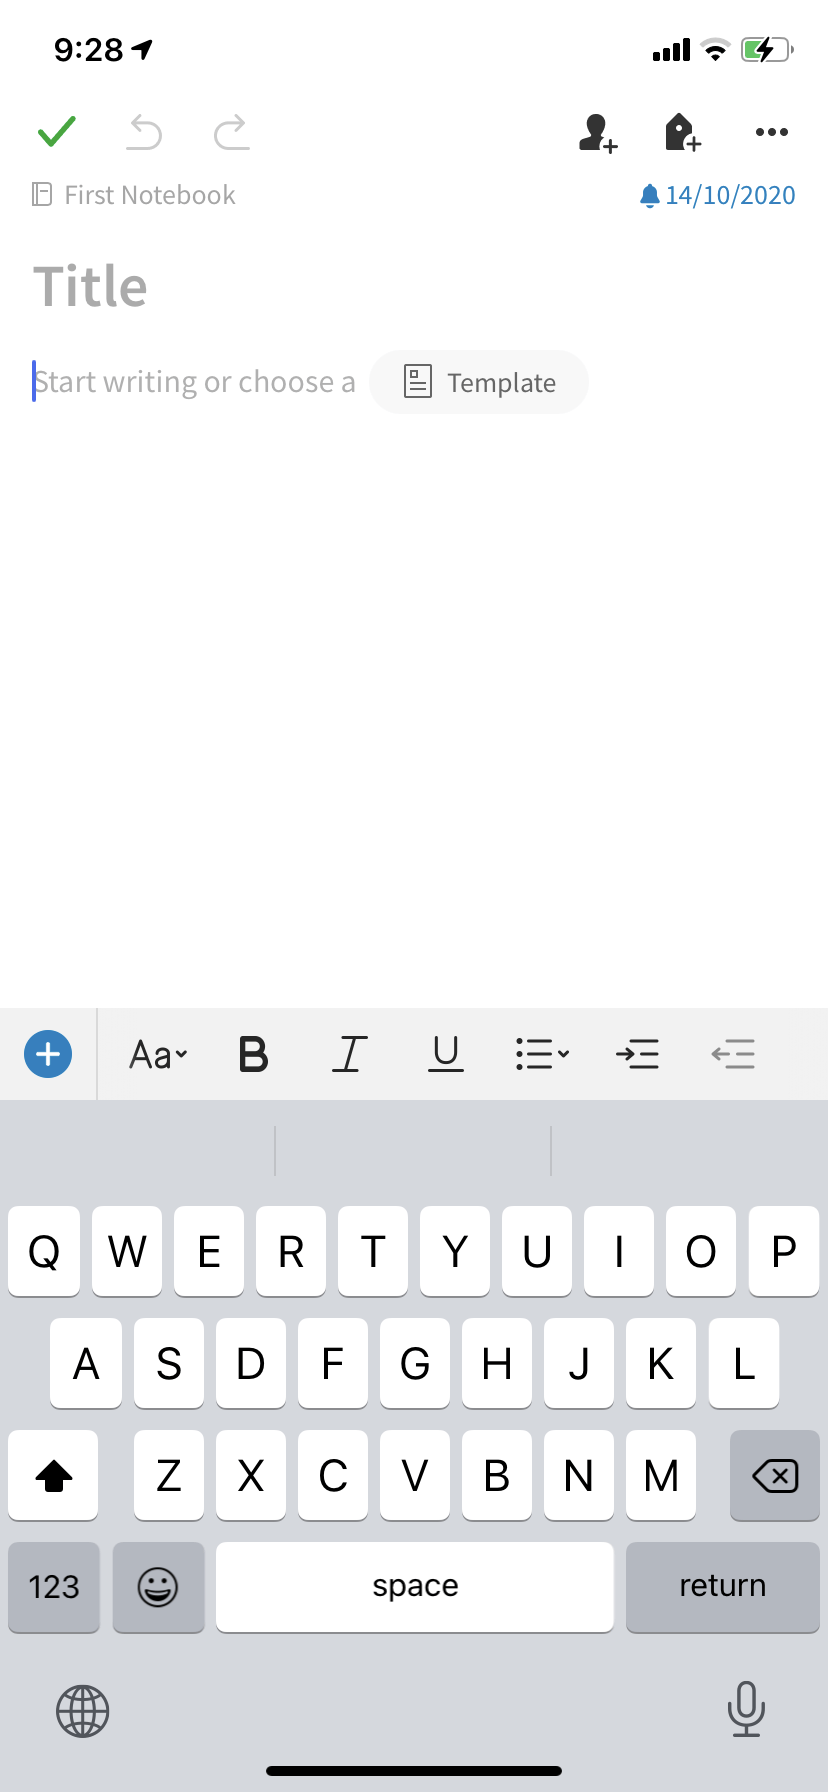 9:28
First Notebook 14/10/2020
Title
Start writing or choose a Template
Aa B I U
Q W E R T Y U I O P
A S D F G H J K L
Z X C V B N M
123 space return